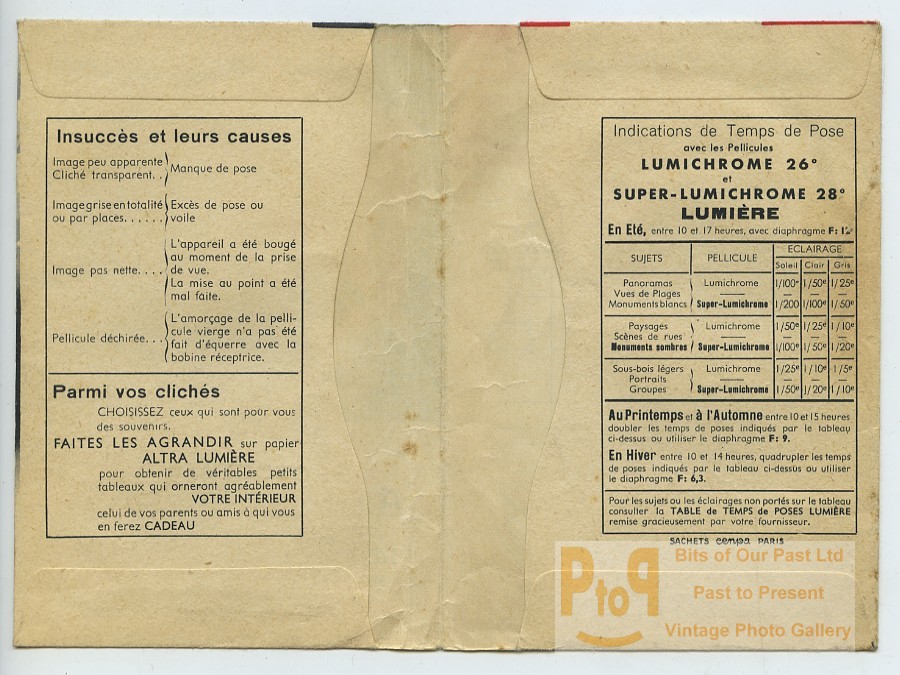 Insuccès et leurs causes
Image peu apparente
Cliché transparent. .
Manque de pose
Image grise en totalité
ou par places. . . . . .
Excès de pose ou
voile
Image pas nette. . . .
L'appareil a été bougé
au moment de la prise
de vue.
La mise au point a été
mal faite.
Pellicule déchirée. . .
L'amorçage de la pelli-
cule vierge n'a pas été
fait d'équerre avec la
bobine réceptrice.
Parmi vos clichés
CHOISISSEZ ceux qui sont pour vous
des souvenirs.
FAITES LES AGRANDIR sur papier
ALTRA LUMIÈRE
pour obtenir de véritables petits
tableaux qui orneront agréablement
VOTRE INTÉRIEUR
celui de vos parents ou amis à qui vous
en ferez CADEAU
Indications de Temps de Pose
avec les Pellicules
LUMICHROME 26°
et
SUPER-LUMICHROME 28°
LUMIÈRE
En Eté, entre 10 et 17 heures, avec diaphragme F:
SUJETS PELLICULE ECLAIRAGE
Soleil Clair Gris
Panoramas Lumichrome 1/100e 1/50e 1/25e
Vues de Plages — — — —
Monuments blancs Super-Lumichrome 1/200 1/100e 1/50e
Paysages Lumichrome 1/50e 1/25e 1/10e
Scènes de rues — — — —
Monuments sombres Super-Lumichrome 1/100e 1/50e 1/20e
Sous-bois légers Lumichrome 1/25e 1/10e 1/5e
Portraits — — — —
Groupes Super-Lumichrome 1/50e 1/20e 1/10e
Au Printemps et à l'Automne entre 10 et 15 heures
doubler les temps de poses indiqués par le tableau
ci-dessus ou utiliser le diaphragme F: 9.
En Hiver entre 10 et 14 heures, quadrupler les temps
de poses indiqués par le tableau ci-dessus ou utiliser
le diaphragme F: 6,3.
Pour les sujets ou les éclairages non portés sur le tableau
consulter la TABLE de TEMPS de POSES LUMIÈRE
remise gracieusement par votre fournisseur.
SACHETS cenpa PARIS
PtoP
Bits of Our Past Ltd
Past to Present
Vintage Photo Gallery